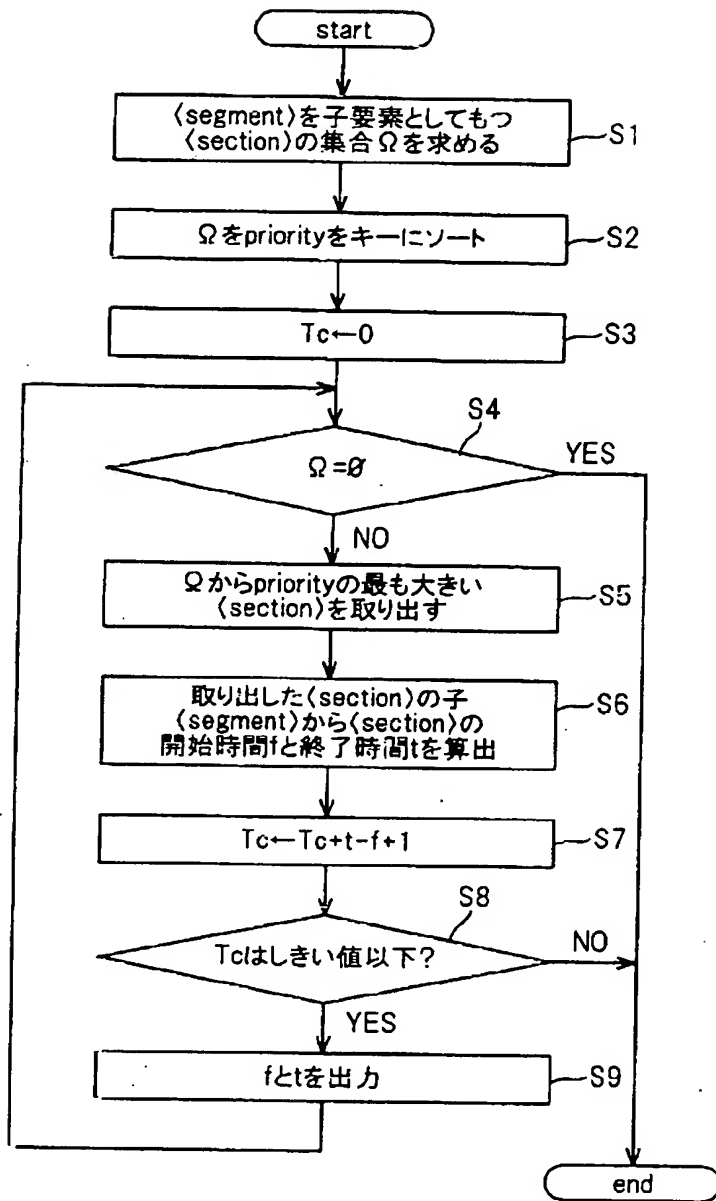 start
〈segment〉を子要素としてもつ
〈section〉の集合Ωを求める
S1
Ωをpriorityをキーにソート
S2
Tc←0
S3
S4
Ω=∅
YES
NO
Ωからpriorityの最も大きい
〈section〉を取り出す
S5
取り出した〈section〉の子
〈segment〉から〈section〉の
開始時間fと終了時間tを算出
S6
Tc←Tc+t-f+1
S7
S8
Tcはしきい値以下?
NO
YES
fとtを出力
S9
end